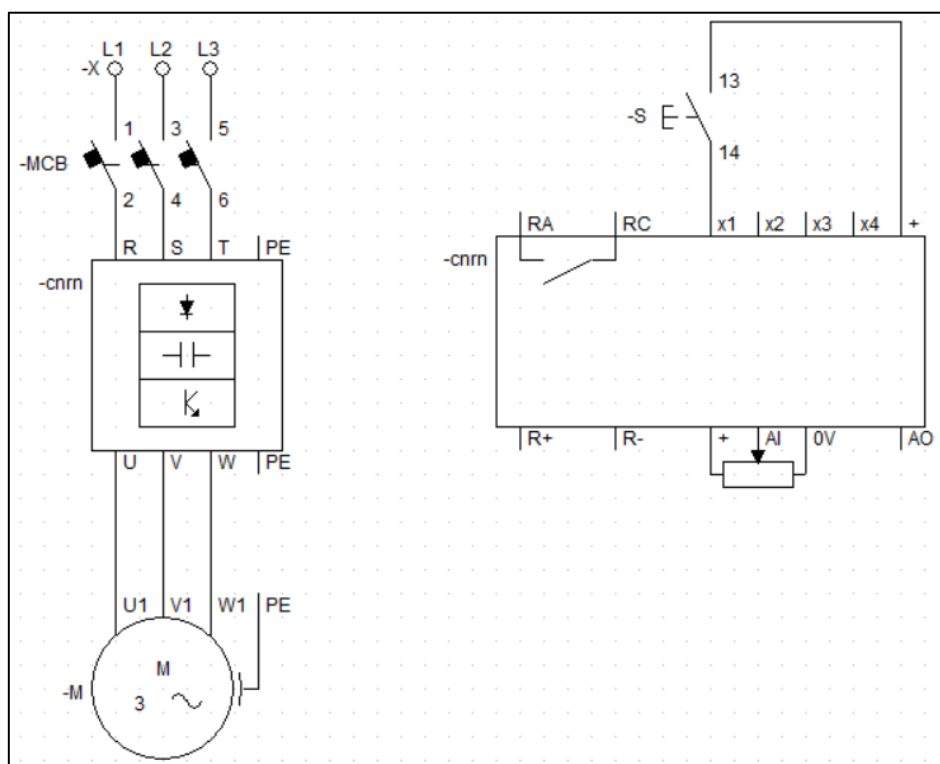 L1 L2 L3
-X
1 3 5
-MCB
2 4 6
R S T PE
-cnrn
U V W PE
U1 V1 W1 PE
M
-M
3
13
-S
14
RA RC x1 x2 x3 x4 +
-cnrn
R+ R- + AI 0V AO